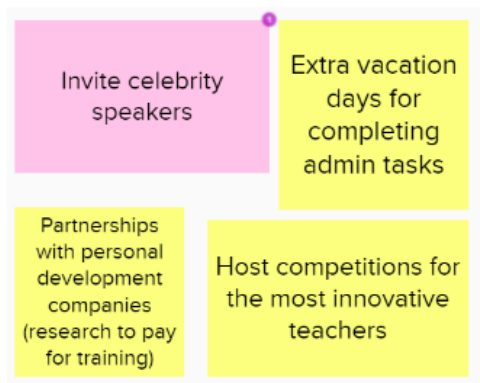 Invite celebrity
speakers
Extra vacation
days for
completing
admin tasks
Partnerships
with personal
development
companies
(research to pay
for training)
Host competitions for
the most innovative
teachers